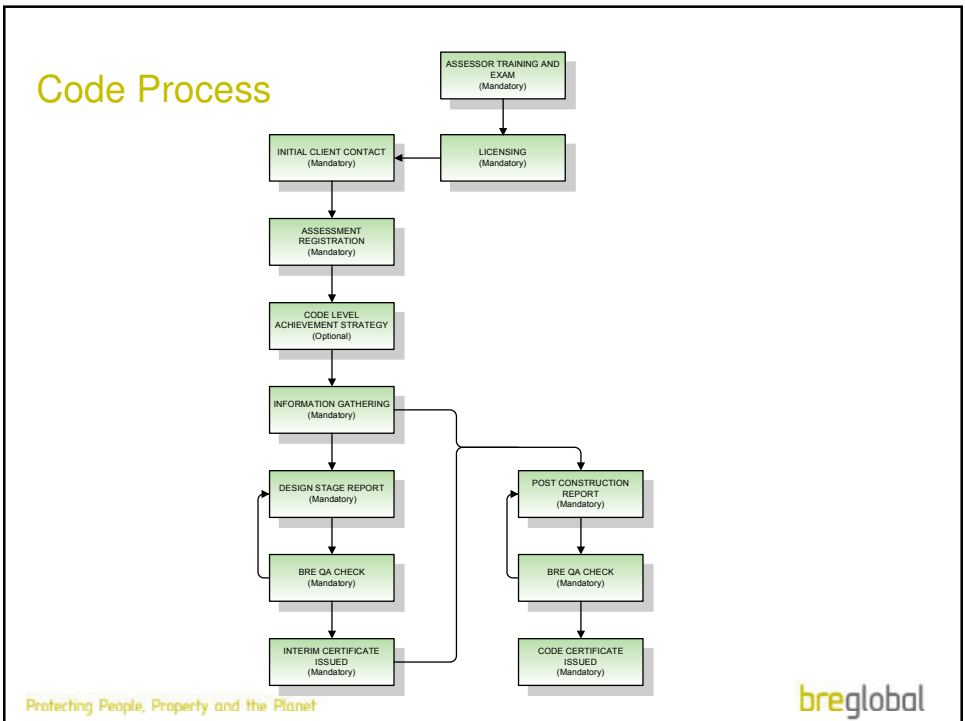 Code Process
ASSESSOR TRAINING AND
EXAM
(Mandatory)
LICENSING
(Mandatory)
INITIAL CLIENT CONTACT
(Mandatory)
ASSESSMENT
REGISTRATION
(Mandatory)
CODE LEVEL
ACHIEVEMENT STRATEGY
(Optional)
INFORMATION GATHERING
(Mandatory)
DESIGN STAGE REPORT
(Mandatory)
BRE QA CHECK
(Mandatory)
INTERIM CERTIFICATE
ISSUED
(Mandatory)
POST CONSTRUCTION
REPORT
(Mandatory)
BRE QA CHECK
(Mandatory)
CODE CERTIFICATE
ISSUED
(Mandatory)
Protecting People, Property and the Planet
breglobal